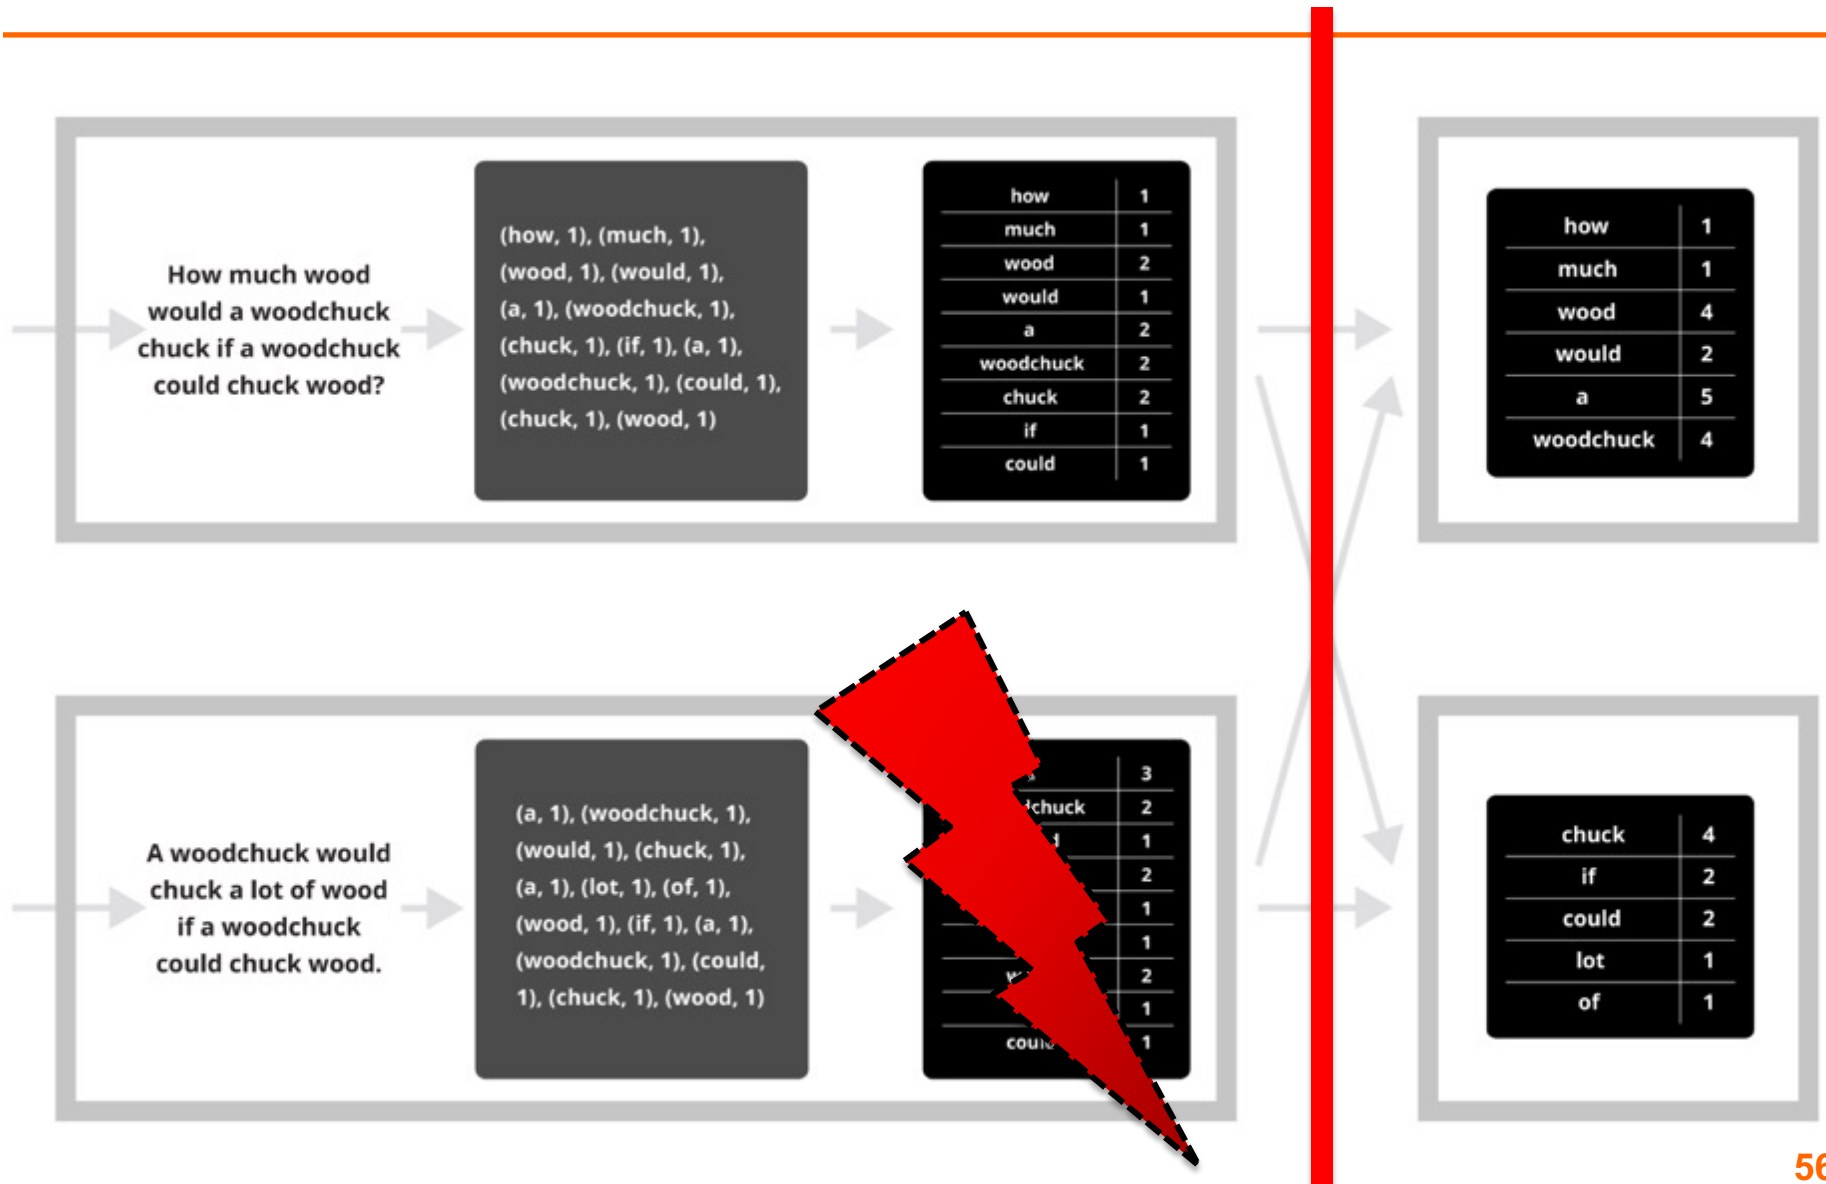 How much wood
would a woodchuck
chuck if a woodchuck
could chuck wood?
(how, 1), (much, 1),
(wood, 1), (would, 1),
(a, 1), (woodchuck, 1),
(chuck, 1), (if, 1), (a, 1),
(woodchuck, 1), (could, 1),
(chuck, 1), (wood, 1)
how 1
much 1
wood 2
would 1
a 2
woodchuck 2
chuck 2
if 1
could 1
how 1
much 1
wood 4
would 2
a 5
woodchuck 4
A woodchuck would
chuck a lot of wood
if a woodchuck
could chuck wood.
(a, 1), (woodchuck, 1),
(would, 1), (chuck, 1),
(a, 1), (lot, 1), (of, 1),
(wood, 1), (if, 1), (a, 1),
(woodchuck, 1), (could,
1), (chuck, 1), (wood, 1)
3
2
1
2
1
1
2
1
1
chuck 4
if 2
could 2
lot 1
of 1